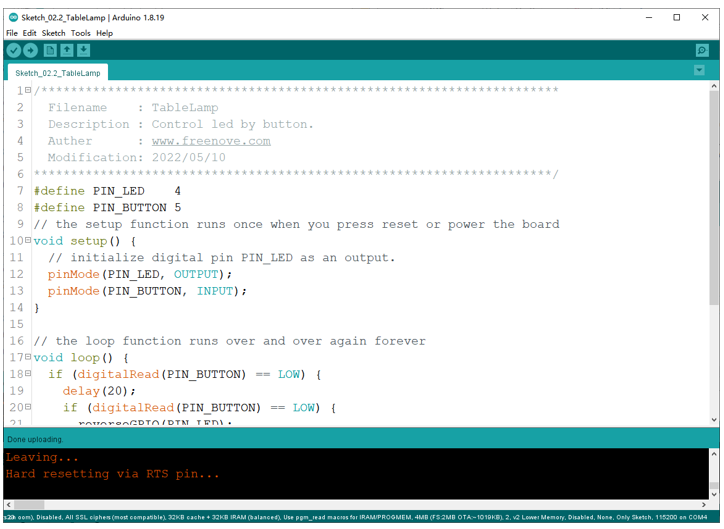 Sketch_02.2_TableLamp | Arduino 1.8.19
File Edit Sketch Tools Help
Sketch_02.2_TableLamp
1 /**********************************************************************
2   Filename    : TableLamp
3   Description : Control led by button.
4   Auther      : www.freenove.com
5   Modification: 2022/05/10
6 **********************************************************************/
7 #define PIN_LED    4
8 #define PIN_BUTTON 5
9 // the setup function runs once when you press reset or power the board
10 void setup() {
11   // initialize digital pin PIN_LED as an output.
12   pinMode(PIN_LED, OUTPUT);
13   pinMode(PIN_BUTTON, INPUT);
14 }
15
16 // the loop function runs over and over again forever
17 void loop() {
18   if (digitalRead(PIN_BUTTON) == LOW) {
19     delay(20);
20     if (digitalRead(PIN_BUTTON) == LOW) {
21       reverseGPIO(PIN_LED);
Done uploading.
Leaving...
Hard resetting via RTS pin...
oom), Disabled, All SSL ciphers (most compatible), 32KB cache + 32KB IRAM (balanced), Use pgm_read macros for IRAM/PROGMEM, 4MB (FS:2MB OTA:~1019KB), 2, v2 Lower Memory, Disabled, None, Only Sketch, 115200 on COM4